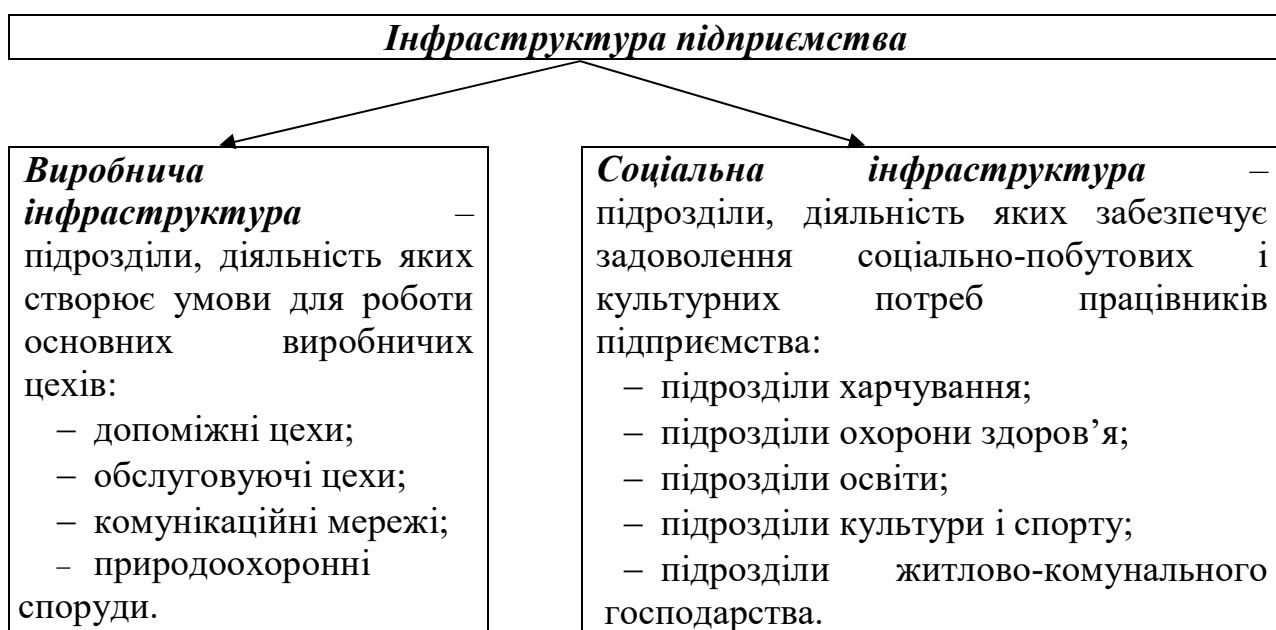 Інфраструктура підприємства
Виробнича
інфраструктура –
підрозділи, діяльність яких
створює умови для роботи
основних виробничих
цехів:
– допоміжні цехи;
– обслуговуючі цехи;
– комунікаційні мережі;
– природоохоронні
споруди.
Соціальна інфраструктура –
підрозділи, діяльність яких забезпечує
задоволення соціально-побутових і
культурних потреб працівників
підприємства:
– підрозділи харчування;
– підрозділи охорони здоров’я;
– підрозділи освіти;
– підрозділи культури і спорту;
– підрозділи житлово-комунального
господарства.